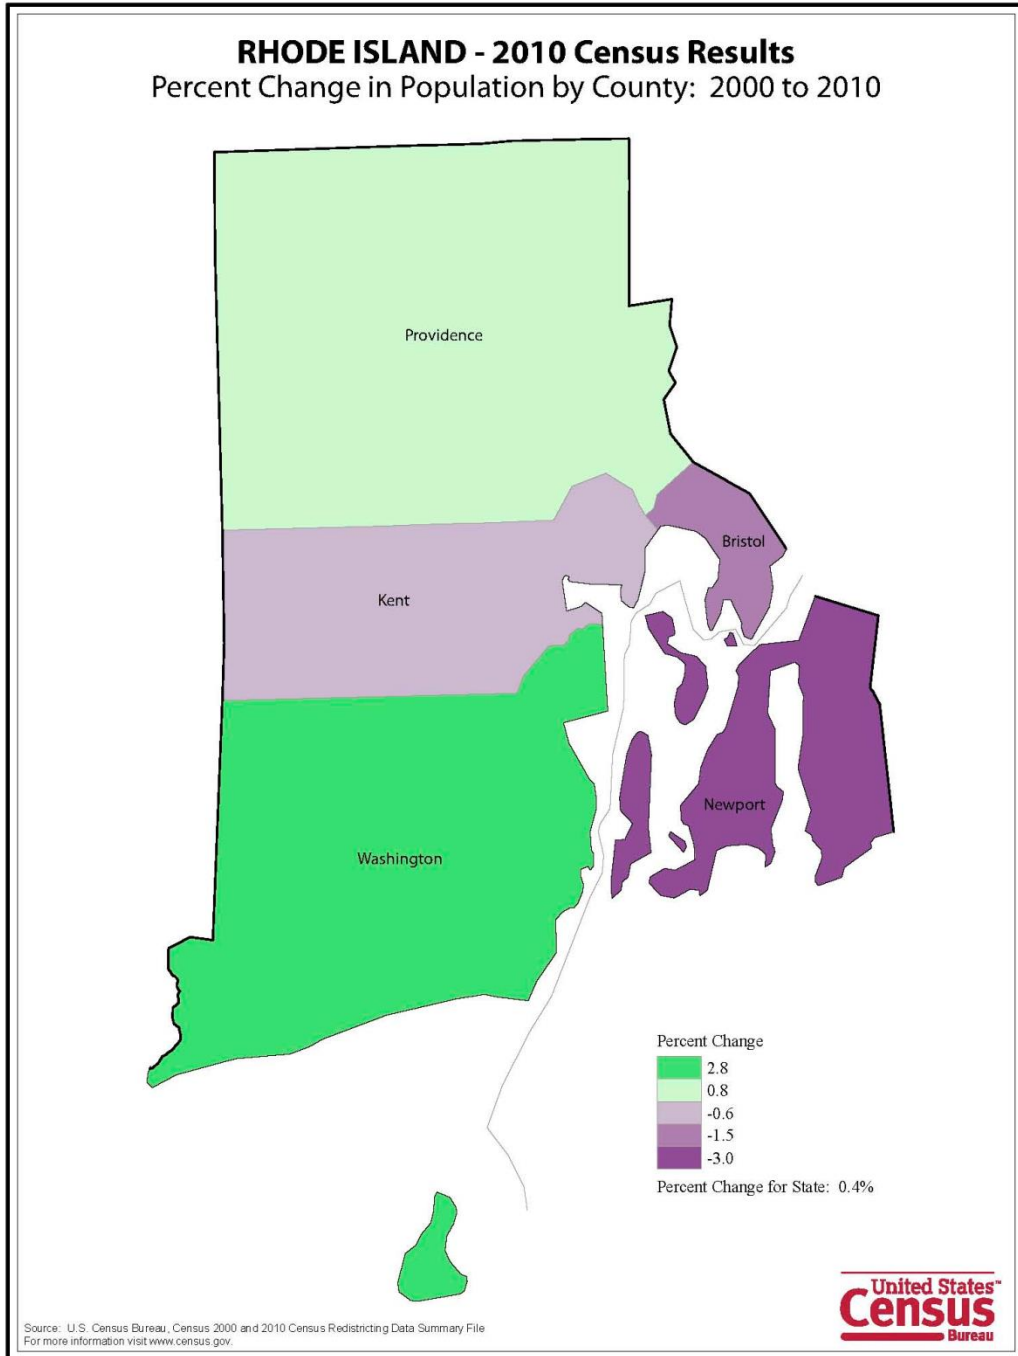 RHODE ISLAND - 2010 Census Results
Percent Change in Population by County: 2000 to 2010
Providence
Bristol
Kent
Newport
Washington
Percent Change
2.8
0.8
-0.6
-1.5
-3.0
Percent Change for State: 0.4%
United States™
Census
Bureau
Source: U.S. Census Bureau, Census 2000 and 2010 Census Redistricting Data Summary File
For more information visit www.census.gov.